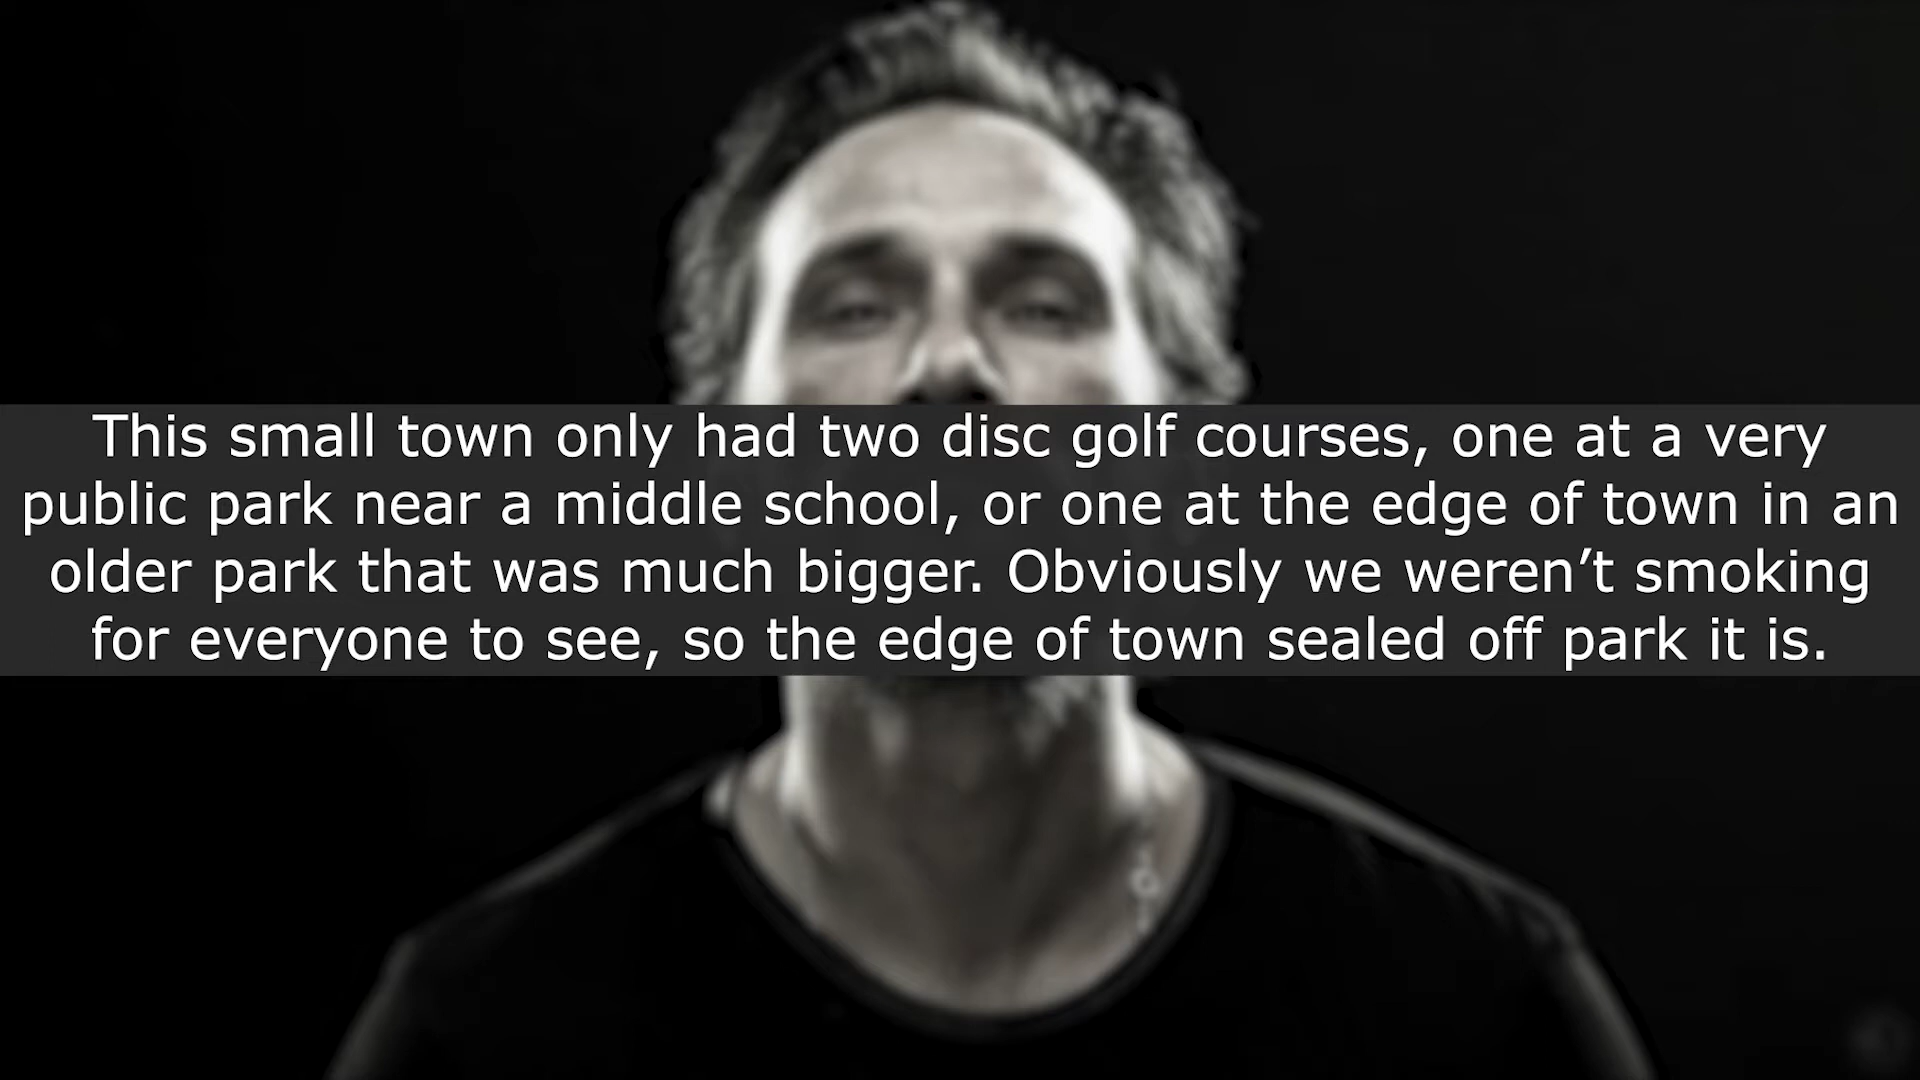 This small town only had two disc golf courses, one at a very
public park near a middle school, or one at the edge of town in an
older park that was much bigger. Obviously we weren’t smoking
for everyone to see, so the edge of town sealed off park it is.